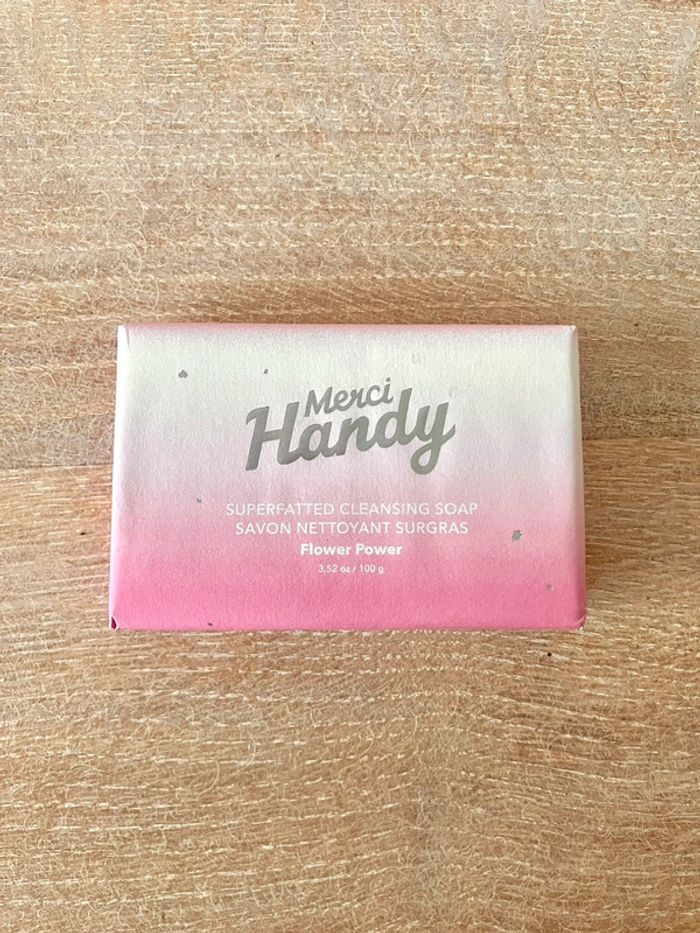 Merci
Handy
SUPERFATTED CLEANSING SOAP
SAVON NETTOYANT SURGRAS
Flower Power
3,52 oz / 100 g